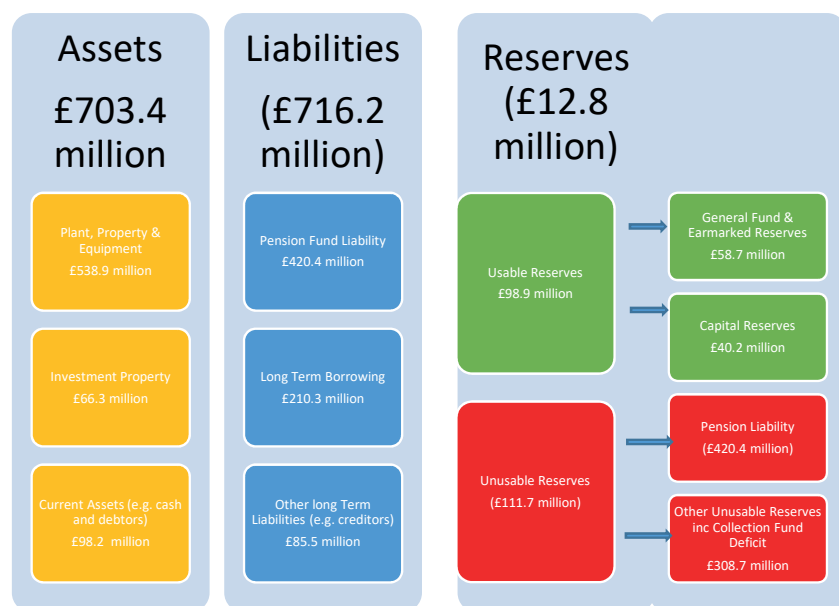 Assets
£703.4
million
Plant, Property &
Equipment
£538.9 million
Investment Property
£66.3 million
Current Assets (e.g. cash
and debtors)
£98.2 million
Liabilities
(£716.2
million)
Pension Fund Liability
£420.4 million
Long Term Borrowing
£210.3 million
Other long Term
Liabilities (e.g. creditors)
£85.5 million
Reserves
(£12.8
million)
Usable Reserves
£98.9 million
General Fund &
Earmarked Reserves
£58.7 million
Capital Reserves
£40.2 million
Unusable Reserves
(£111.7 million)
Pension Liability
(£420.4 million)
Other Unusable Reserves
inc Collection Fund
Deficit
£308.7 million